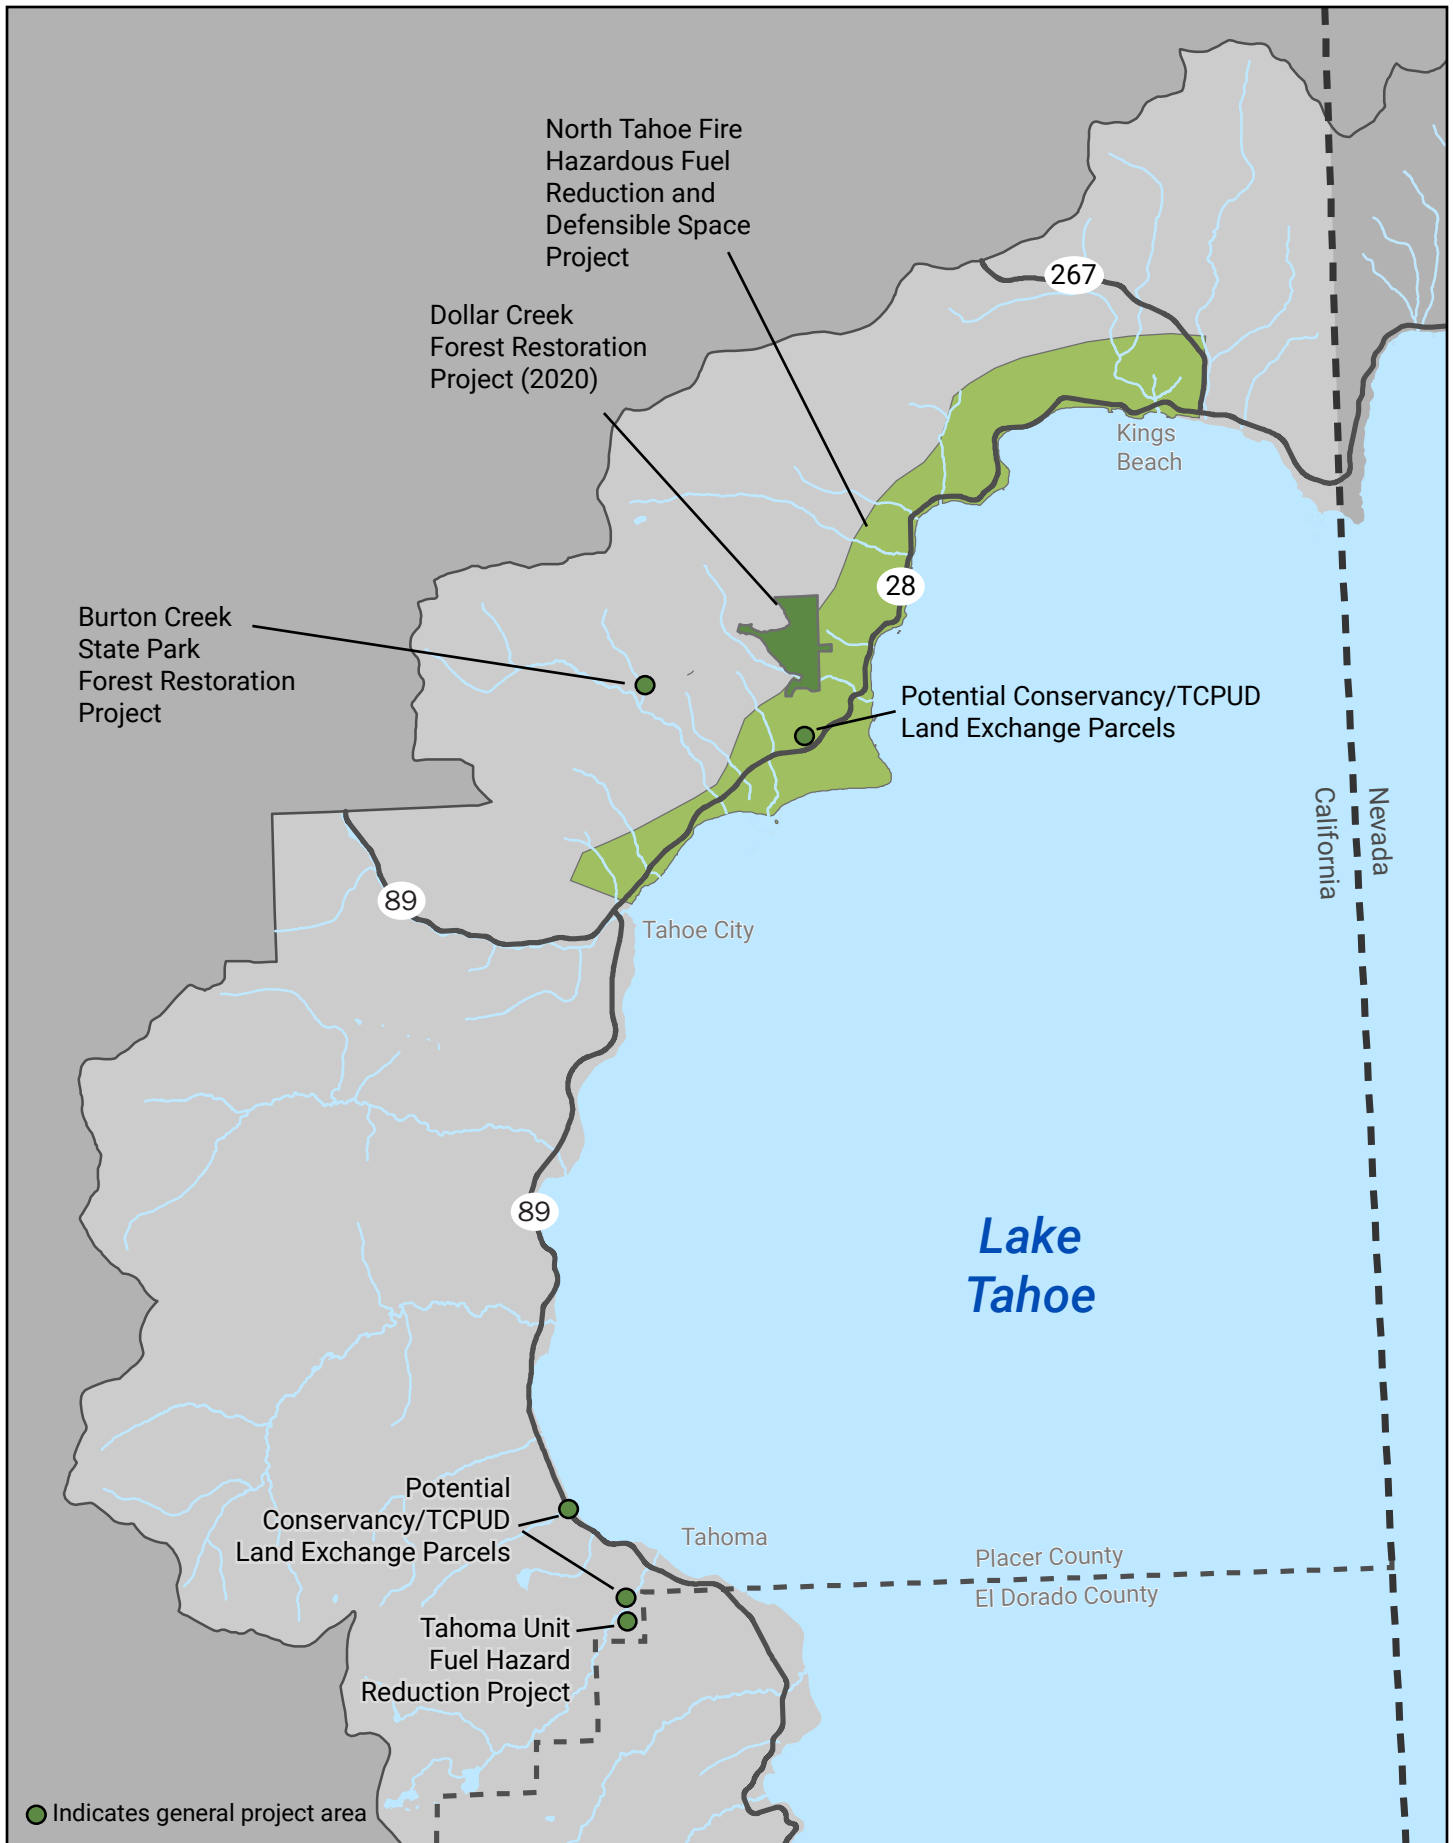 North Tahoe Fire
Hazardous Fuel
Reduction and
Defensible Space
Project
267
Dollar Creek
Forest Restoration
Project (2020)
Kings
Beach
28
Burton Creek
State Park
Forest Restoration
Project
Potential Conservancy/TCPUD
Land Exchange Parcels
Nevada
California
89
Tahoe City
89
Lake
Tahoe
Potential
Conservancy/TCPUD
Land Exchange Parcels
Tahoma
Placer County
El Dorado County
Tahoma Unit
Fuel Hazard
Reduction Project
Indicates general project area